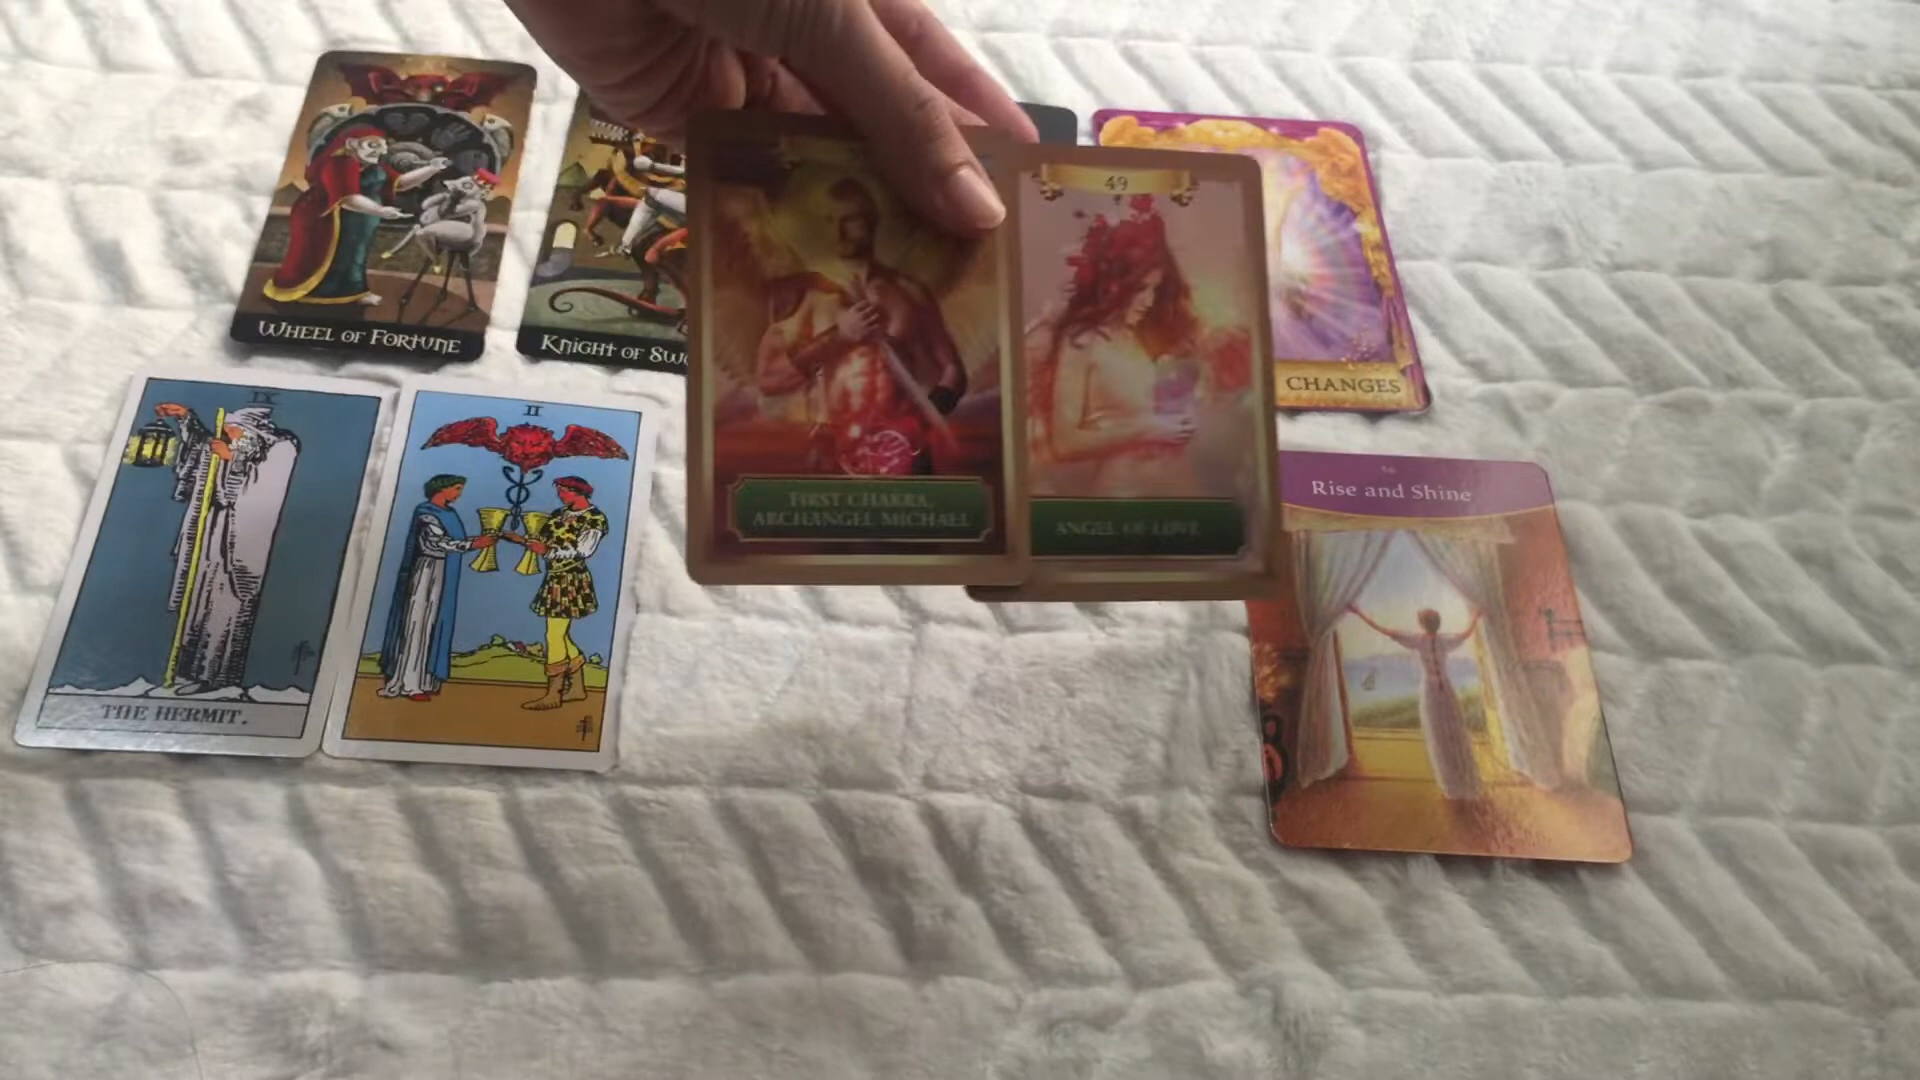 WHEEL OF FORTUNE
KNIGHT OF SWO
49
FIRST CHAKRA,
ARCHANGEL MICHAEL
ANGEL OF LOVE
CHANGES
IX
THE HERMIT.
II
Rise and Shine